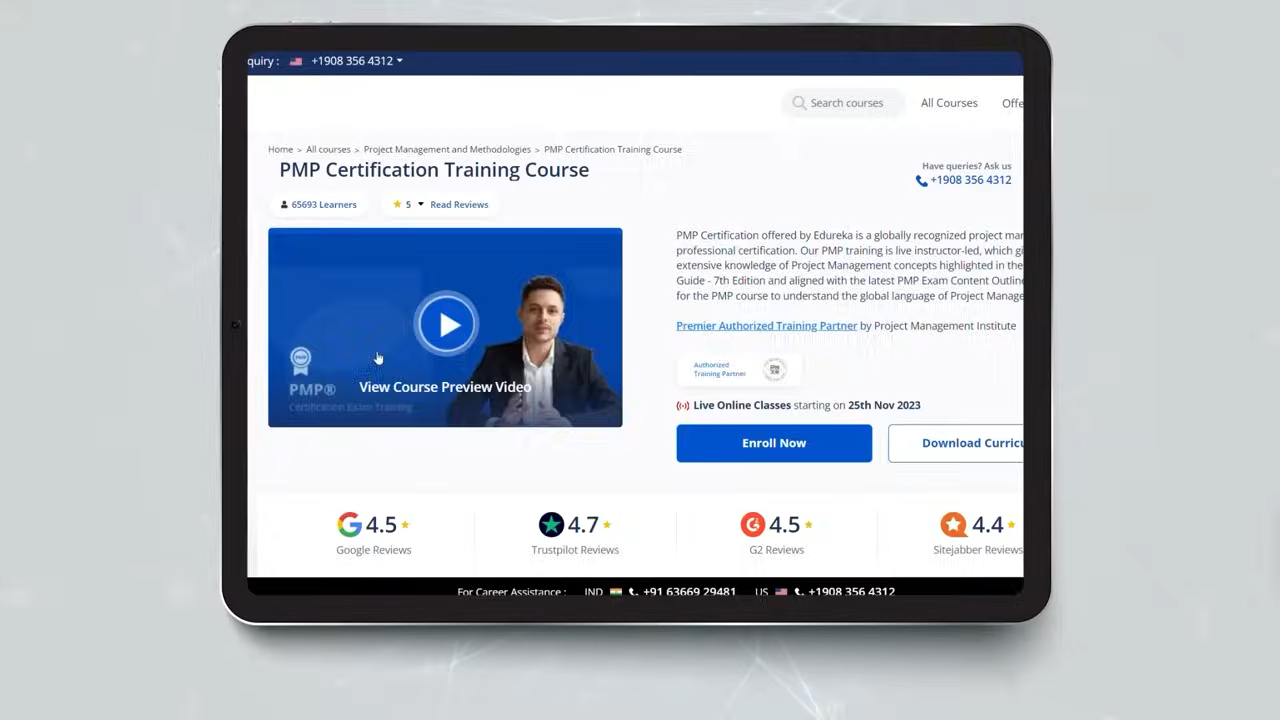 quiry : +1908 356 4312
Search courses All Courses Offe
Home > All courses > Project Management and Methodologies > PMP Certification Training Course
PMP Certification Training Course
Have queries? Ask us
+1908 356 4312
65693 Learners 5 Read Reviews
PMP Certification offered by Edureka is a globally recognized project mar
professional certification. Our PMP training is live instructor-led, which gi
extensive knowledge of Project Management concepts highlighted in the
Guide - 7th Edition and aligned with the latest PMP Exam Content Outlin
for the PMP course to understand the global language of Project Manage
Premier Authorized Training Partner by Project Management Institute
Authorized
Training Partner
PMP®
View Course Preview Video
Certification Exam Training
Live Online Classes starting on 25th Nov 2023
Enroll Now Download Curricu
4.5 4.7 4.5 4.4
Google Reviews Trustpilot Reviews G2 Reviews Sitejabber Reviews
For Career Assistance : IND +91 63669 29481 US +1908 356 4312